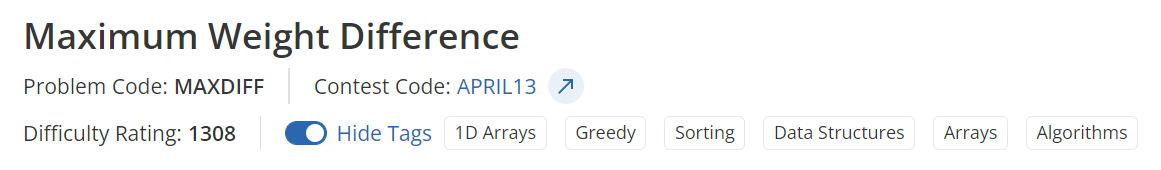 Maximum Weight Difference
Problem Code: MAXDIFF Contest Code: APRIL13
Difficulty Rating: 1308 Hide Tags 1D Arrays Greedy Sorting Data Structures Arrays Algorithms